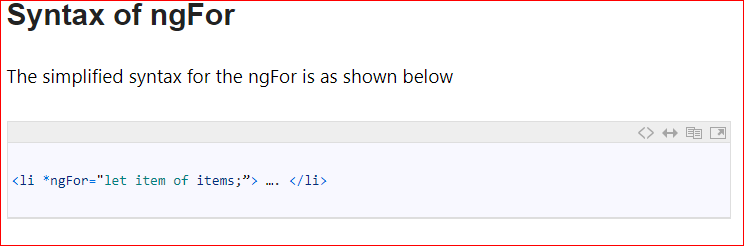 Syntax of ngFor
The simplified syntax for the ngFor is as shown below
<li *ngFor="let item of items;”> …. </li>